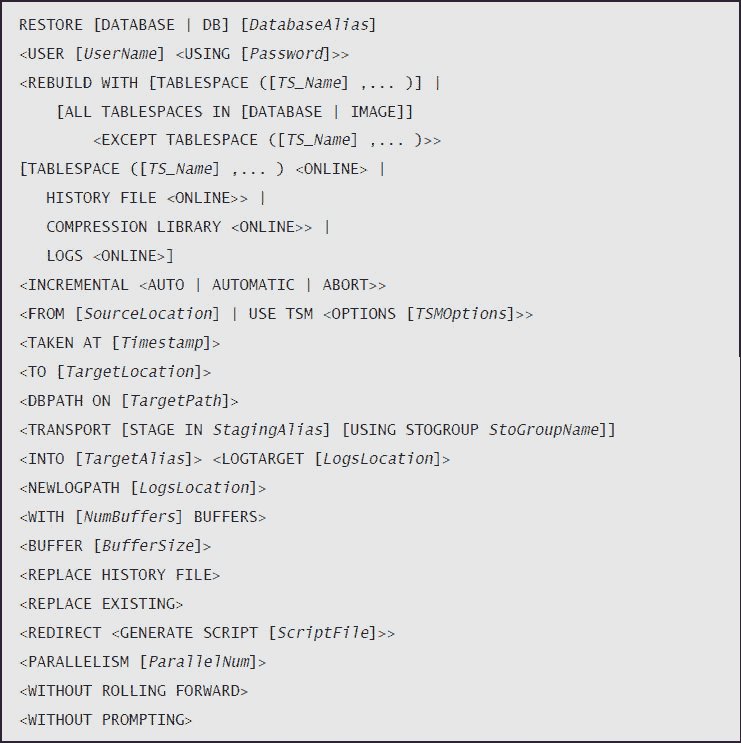 RESTORE [DATABASE | DB] [DatabaseAlias]
<USER [UserName] <USING [Password]>>
<REBUILD WITH [TABLESPACE ([TS_Name] ,... )] |
[ALL TABLESPACES IN [DATABASE | IMAGE]]
<EXCEPT TABLESPACE ([TS_Name] ,... )>>
[TABLESPACE ([TS_Name] ,... ) <ONLINE> |
HISTORY FILE <ONLINE>> |
COMPRESSION LIBRARY <ONLINE>> |
LOGS <ONLINE>]
<INCREMENTAL <AUTO | AUTOMATIC | ABORT>>
<FROM [SourceLocation] | USE TSM <OPTIONS [TSMOptions]>>
<TAKEN AT [Timestamp]>
<TO [TargetLocation]>
<DBPATH ON [TargetPath]>
<TRANSPORT [STAGE IN StagingAlias] [USING STOGROUP StoGroupName]]
<INTO [TargetAlias]> <LOGTARGET [LogsLocation]>
<NEWLOGPATH [LogsLocation]>
<WITH [NumBuffers] BUFFERS>
<BUFFER [BufferSize]>
<REPLACE HISTORY FILE>
<REPLACE EXISTING>
<REDIRECT <GENERATE SCRIPT [ScriptFile]>>
<PARALLELISM [ParallelNum]>
<WITHOUT ROLLING FORWARD>
<WITHOUT PROMPTING>